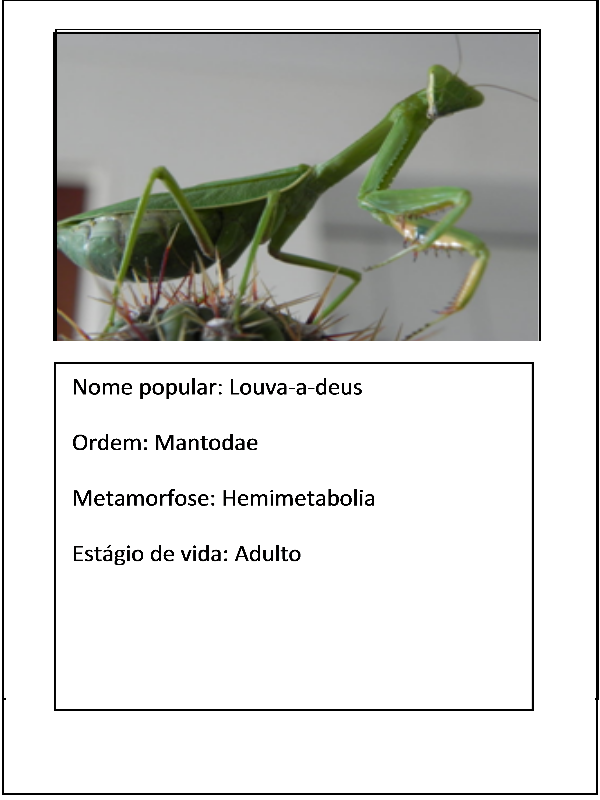 Nome popular: Louva-a-deus
Ordem: Mantodae
Metamorfose: Hemimetabolia
Estágio de vida: Adulto